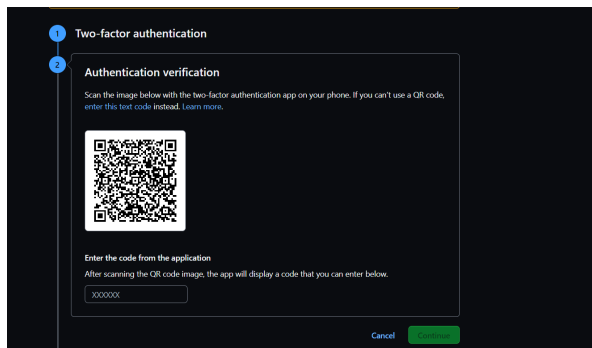 1 Two-factor authentication
2
Authentication verification
Scan the image below with the two-factor authentication app on your phone. If you can't use a QR code,
enter this text code instead. Learn more.
Enter the code from the application
After scanning the QR code image, the app will display a code that you can enter below.
XXXXXX
Cancel Continue